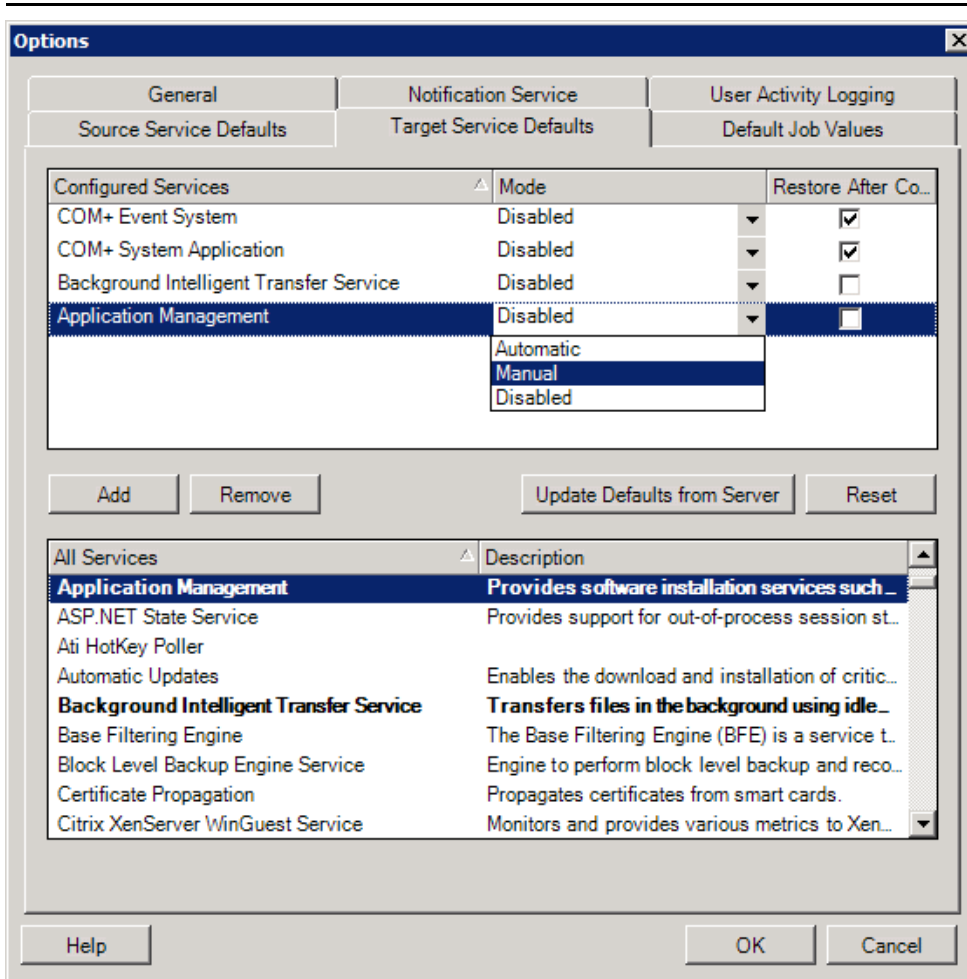 Options
General Notification Service User Activity Logging
Source Service Defaults Target Service Defaults Default Job Values
Configured Services Mode Restore After Co...
COM+ Event System Disabled
COM+ System Application Disabled
Background Intelligent Transfer Service Disabled
Application Management Disabled
Automatic
Manual
Disabled
Add Remove Update Defaults from Server Reset
All Services Description
Application Management Provides software installation services such...
ASP.NET State Service Provides support for out-of-process session st...
Ati HotKey Poller
Automatic Updates Enables the download and installation of critic...
Background Intelligent Transfer Service Transfers files in the background using idle...
Base Filtering Engine The Base Filtering Engine (BFE) is a service t...
Block Level Backup Engine Service Engine to perform block level backup and reco...
Certificate Propagation Propagates certificates from smart cards.
Citrix XenServer WinGuest Service Monitors and provides various metrics to Xen...
Help OK Cancel